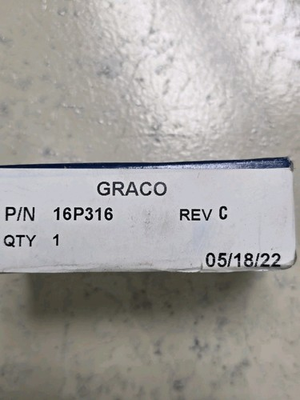 GRACO
P/N 16P316 REV C
QTY 1
05/18/22